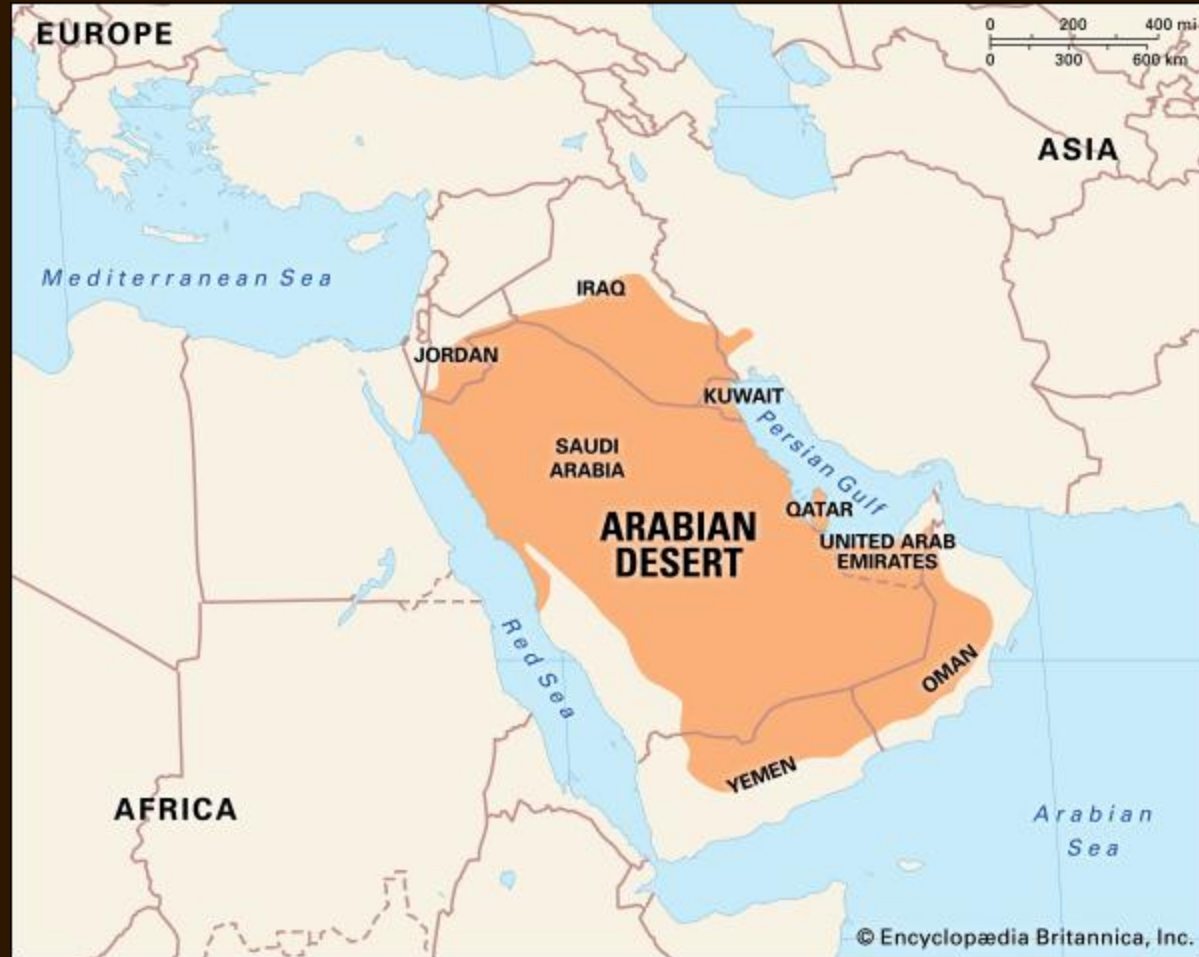 EUROPE
0 200 400 mi
0 300 600 km
ASIA
Mediterranean Sea
IRAQ
JORDAN
KUWAIT
Persian Gulf
SAUDI
ARABIA
QATAR
ARABIAN
DESERT
UNITED ARAB
EMIRATES
Red Sea
OMAN
YEMEN
AFRICA
Arabian
Sea
© Encyclopædia Britannica, Inc.